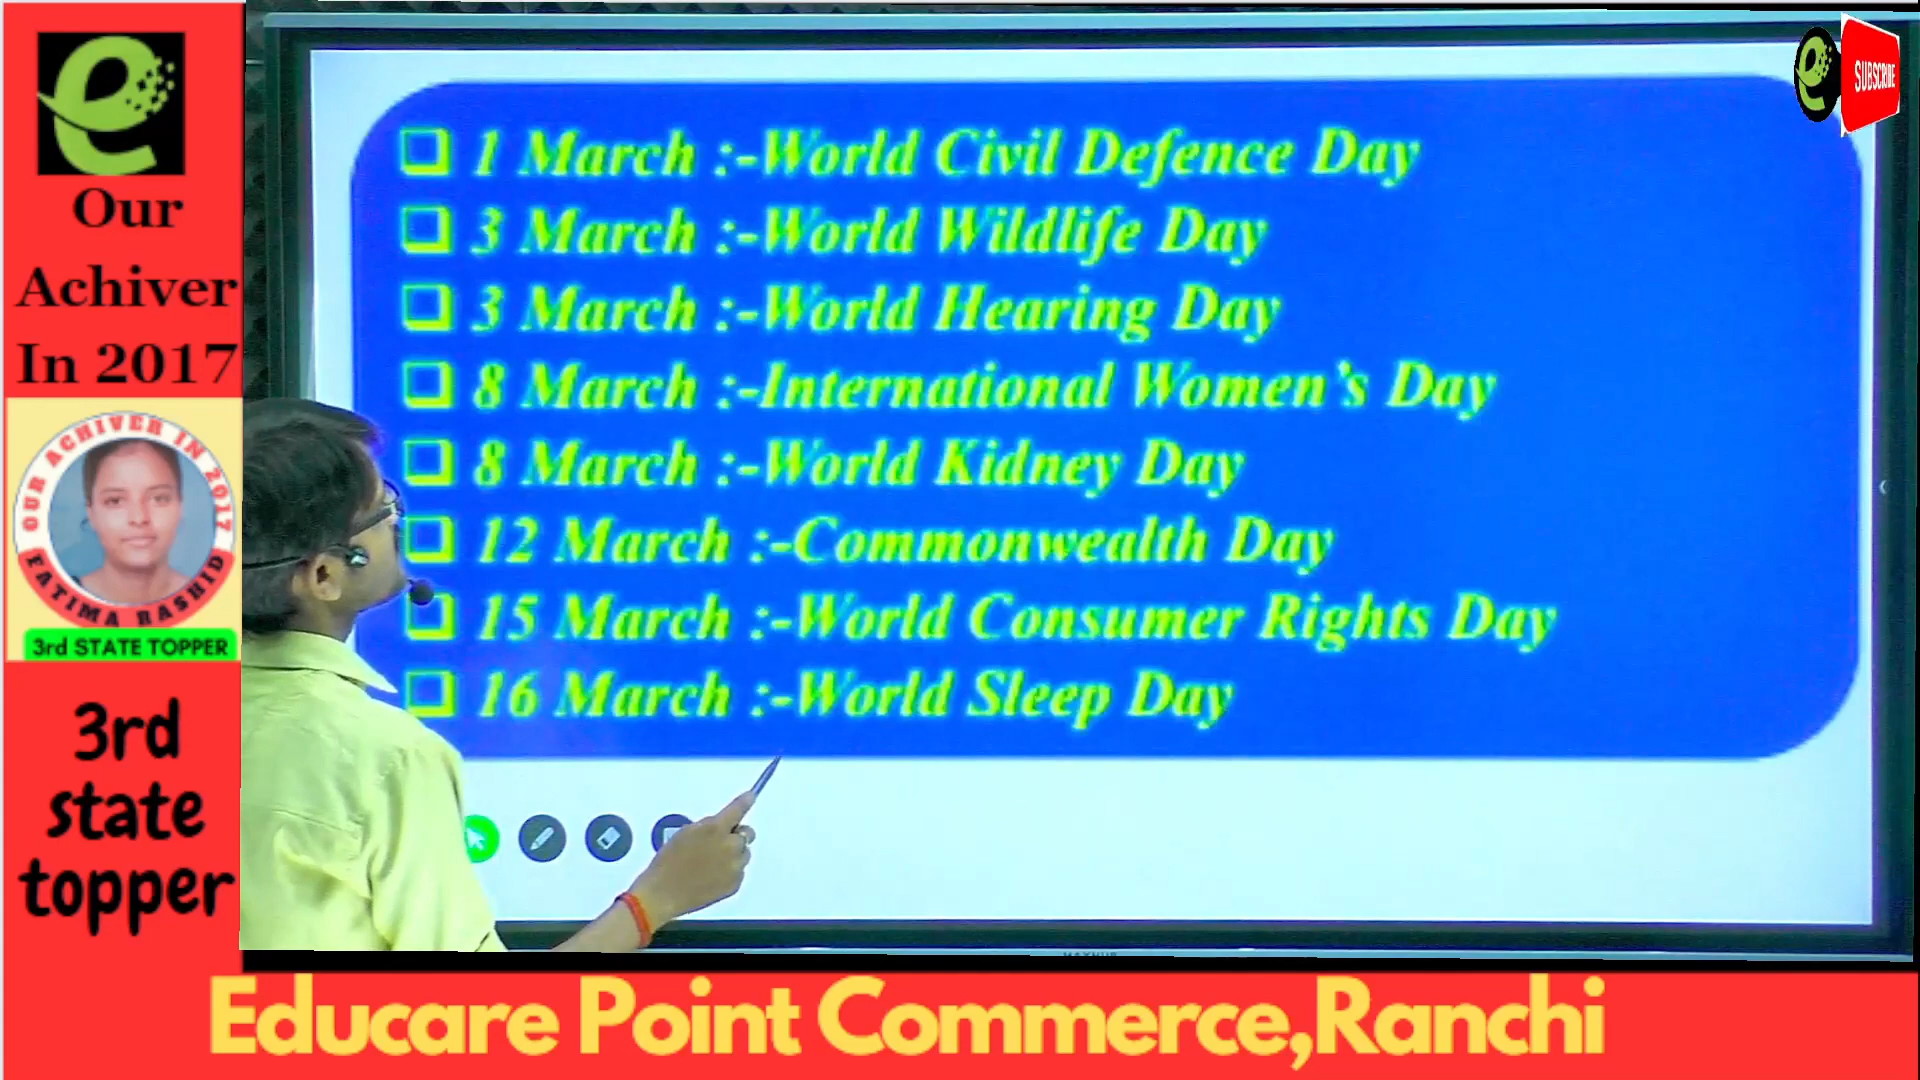 SUBSCRIBE
Our
Achiver
In 2017
OUR ACHIVER IN 2017
FATIMA RASHID
3rd STATE TOPPER
3rd
state
topper
❑ 1 March :-World Civil Defence Day
❑ 3 March :-World Wildlife Day
❑ 3 March :-World Hearing Day
❑ 8 March :-International Women's Day
❑ 8 March :-World Kidney Day
❑ 12 March :-Commonwealth Day
❑ 15 March :-World Consumer Rights Day
❑ 16 March :-World Sleep Day
Educare Point Commerce,Ranchi